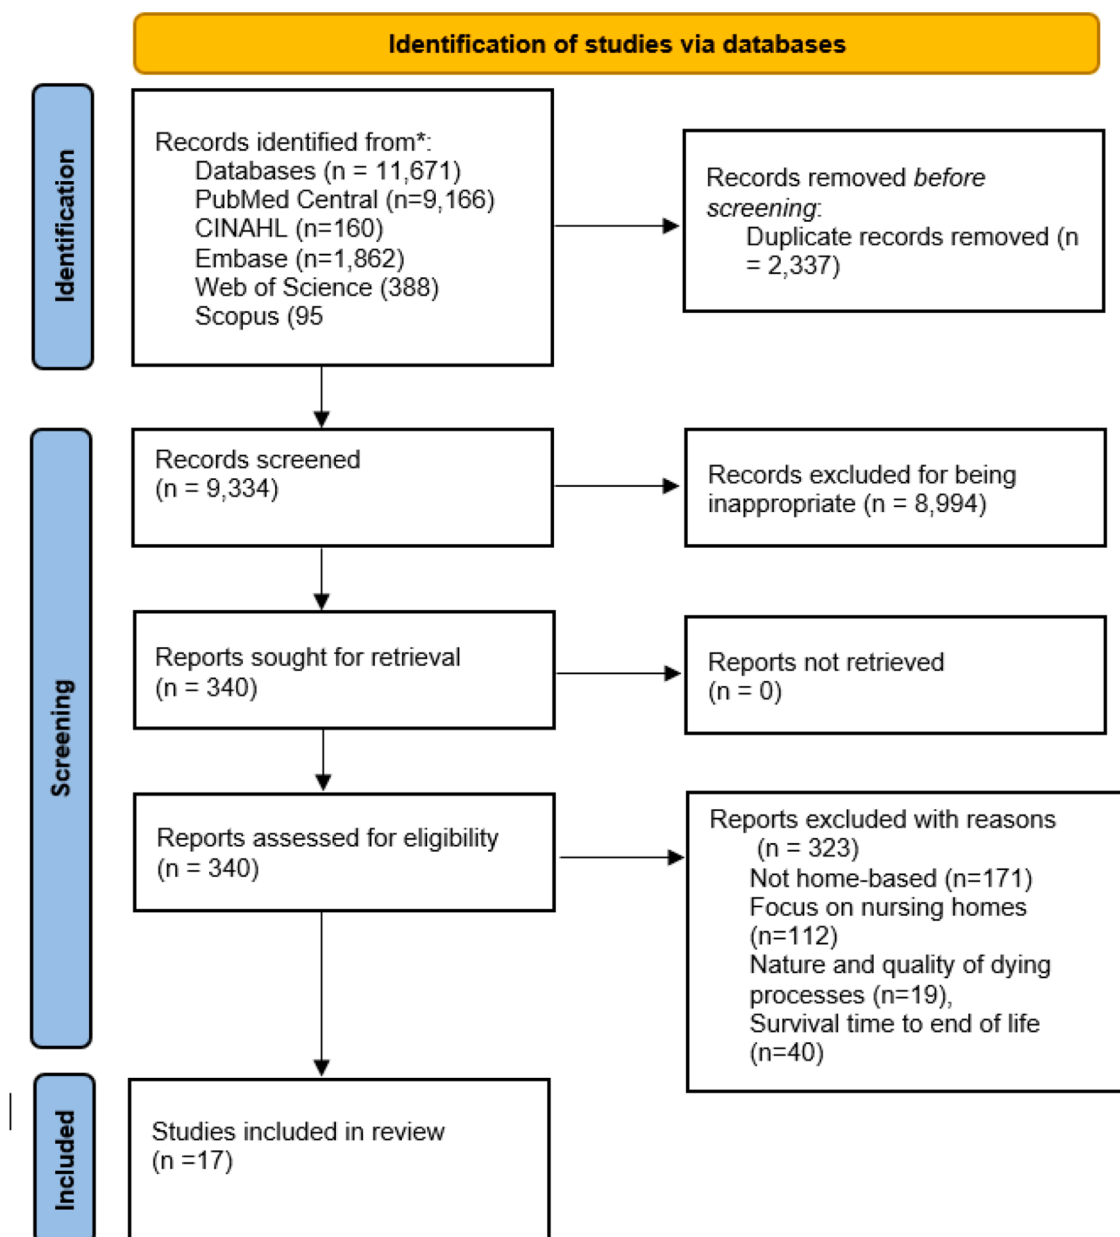 Identification of studies via databases
Identification
Records identified from*:
Databases (n = 11,671)
PubMed Central (n=9,166)
CINAHL (n=160)
Embase (n=1,862)
Web of Science (388)
Scopus (95
Records removed before
screening:
Duplicate records removed (n
= 2,337)
Screening
Records screened
(n = 9,334)
Records excluded for being
inappropriate (n = 8,994)
Reports sought for retrieval
(n = 340)
Reports not retrieved
(n = 0)
Reports assessed for eligibility
(n = 340)
Reports excluded with reasons
(n = 323)
Not home-based (n=171)
Focus on nursing homes
(n=112)
Nature and quality of dying
processes (n=19),
Survival time to end of life
(n=40)
Included
Studies included in review
(n =17)